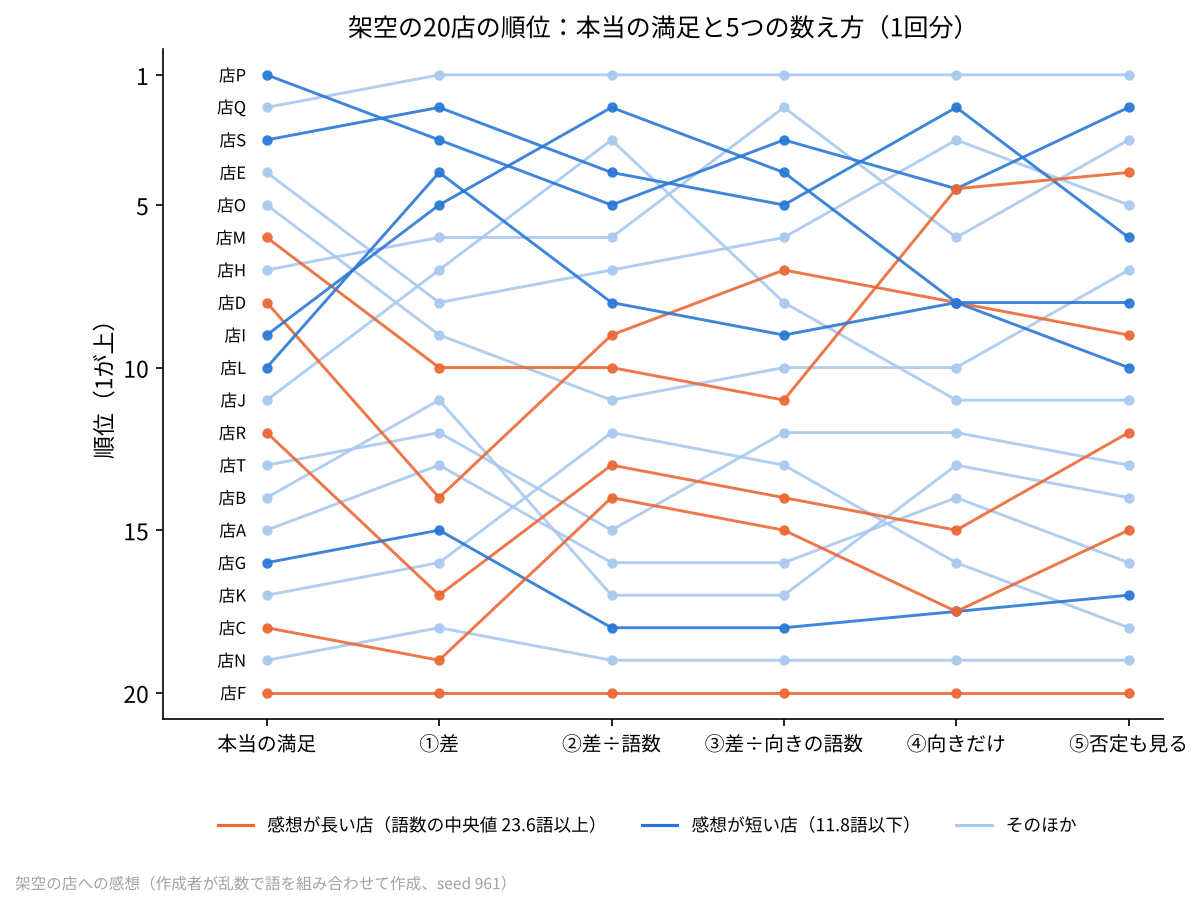 架空の20店の順位：本当の満足と5つの数え方（1回分）
順位（1が上）
1
5
10
15
20
店P
店Q
店S
店E
店O
店M
店H
店D
店I
店L
店J
店R
店T
店B
店A
店G
店K
店C
店N
店F
本当の満足 ①差 ②差÷語数 ③差÷向きの語数 ④向きだけ ⑤否定も見る
感想が長い店（語数の中央値 23.6語以上） 感想が短い店（11.8語以下） そのほか
架空の店への感想（作成者が乱数で語を組み合わせて作成、seed 961）